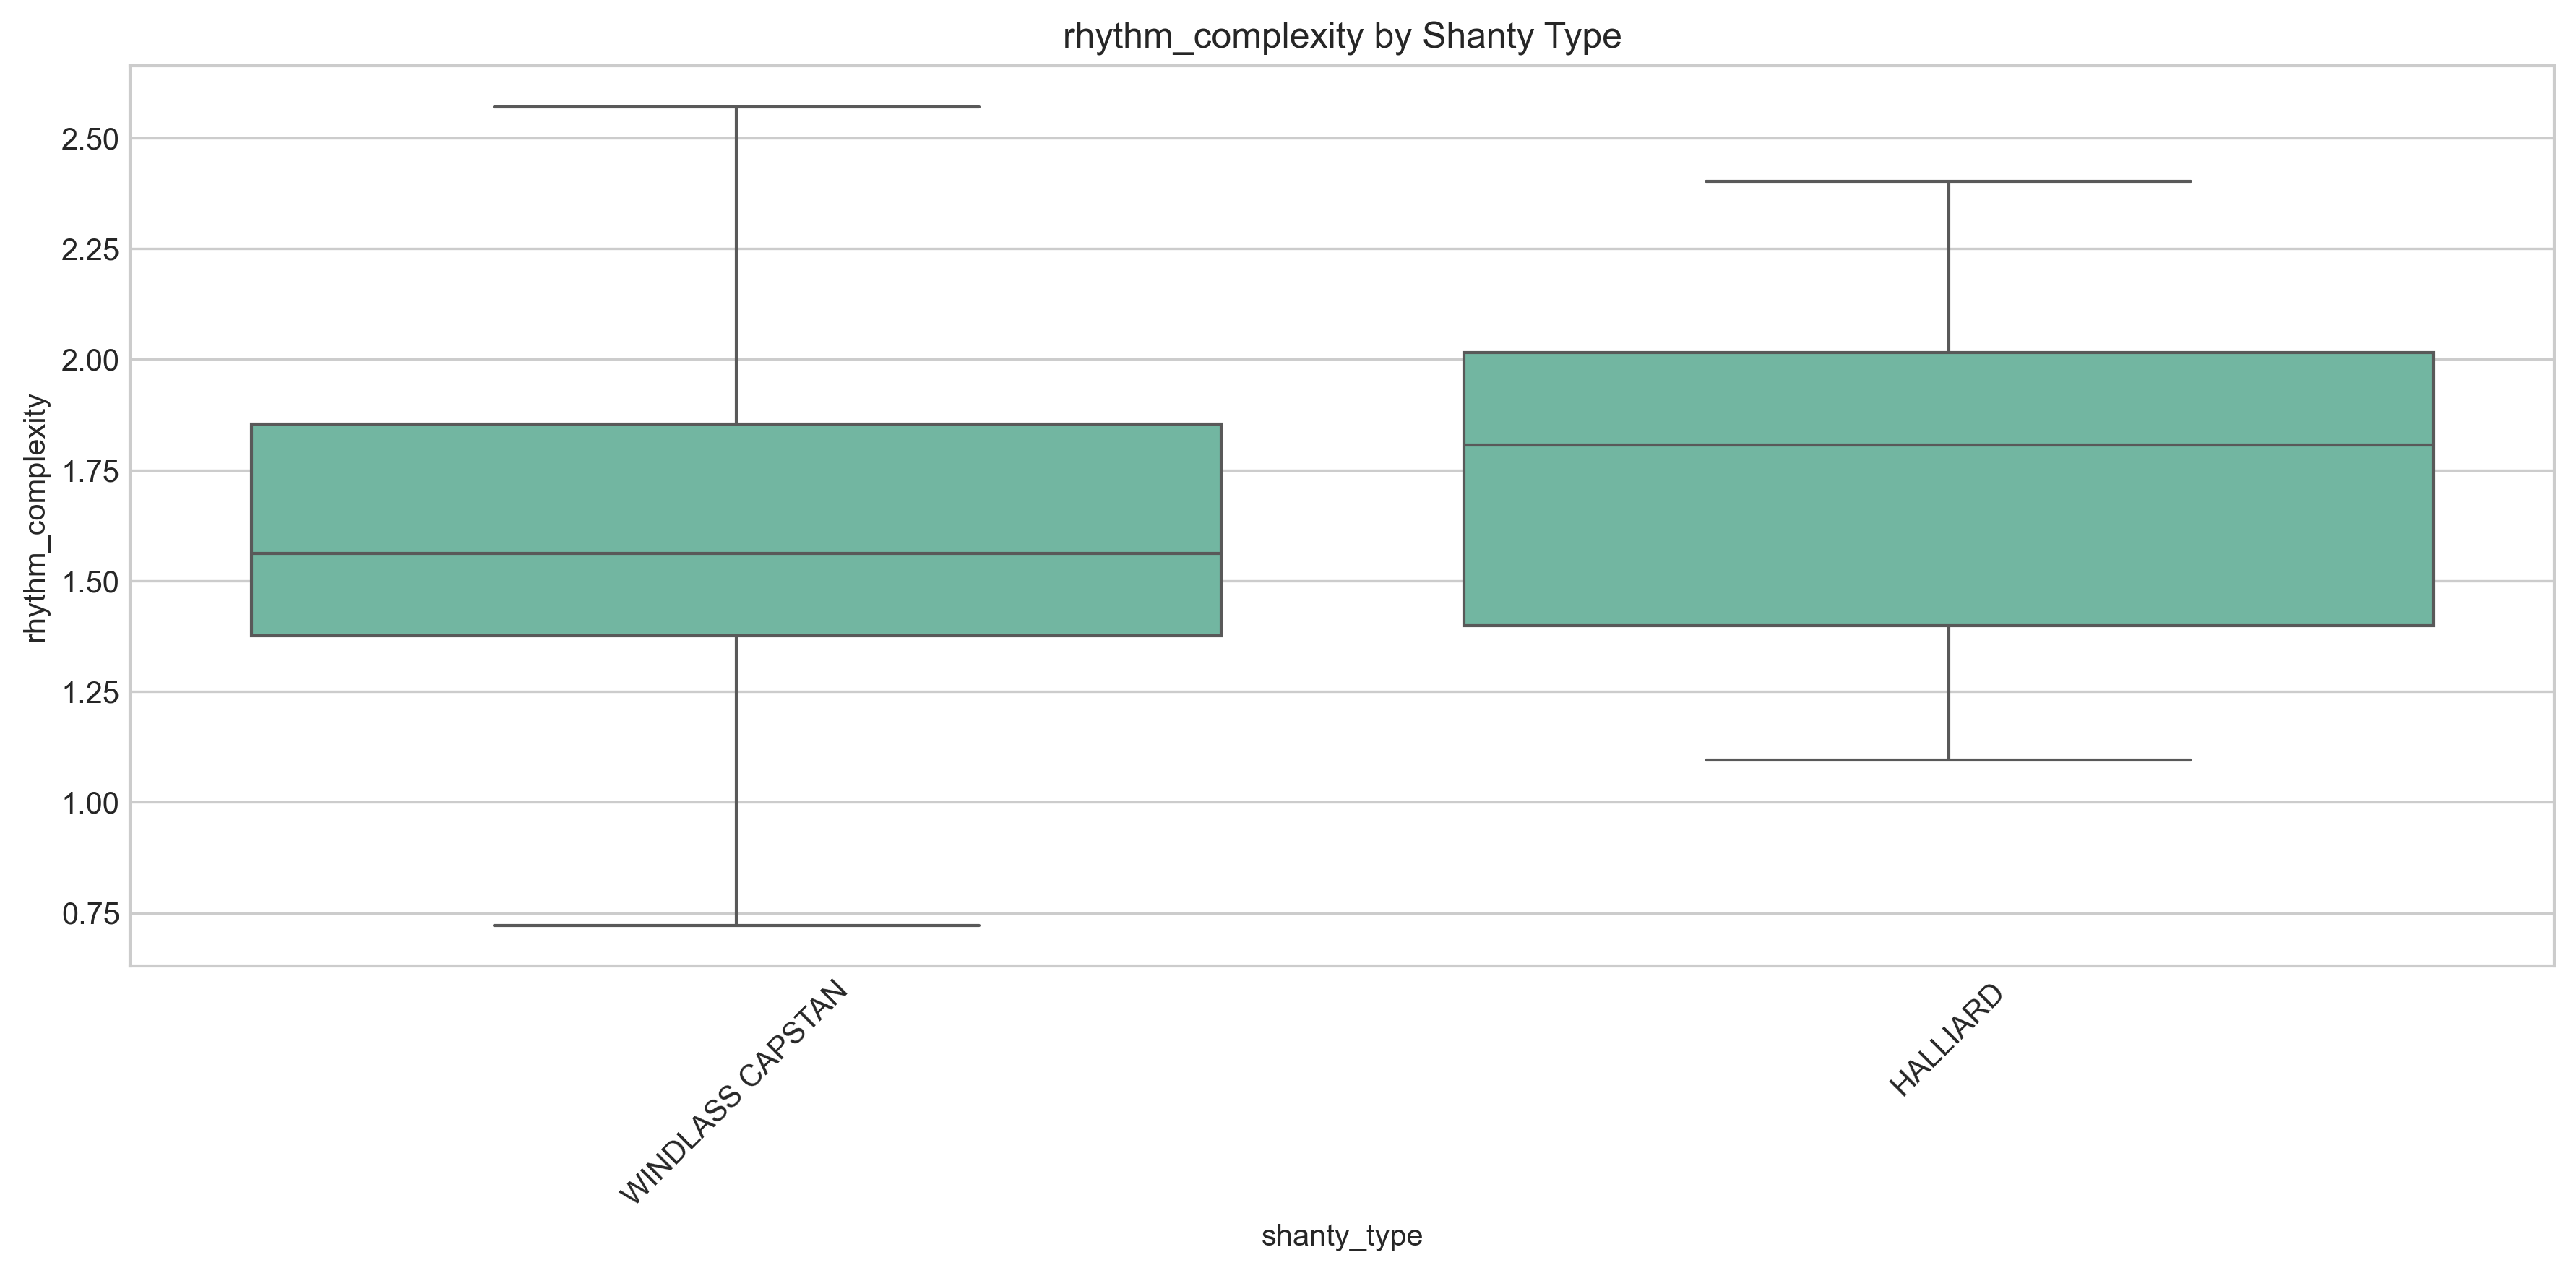 rhythm_complexity by Shanty Type
rhythm_complexity
2.50
2.25
2.00
1.75
1.50
1.25
1.00
0.75
WINDLASS CAPSTAN
HALLIARD
shanty_type